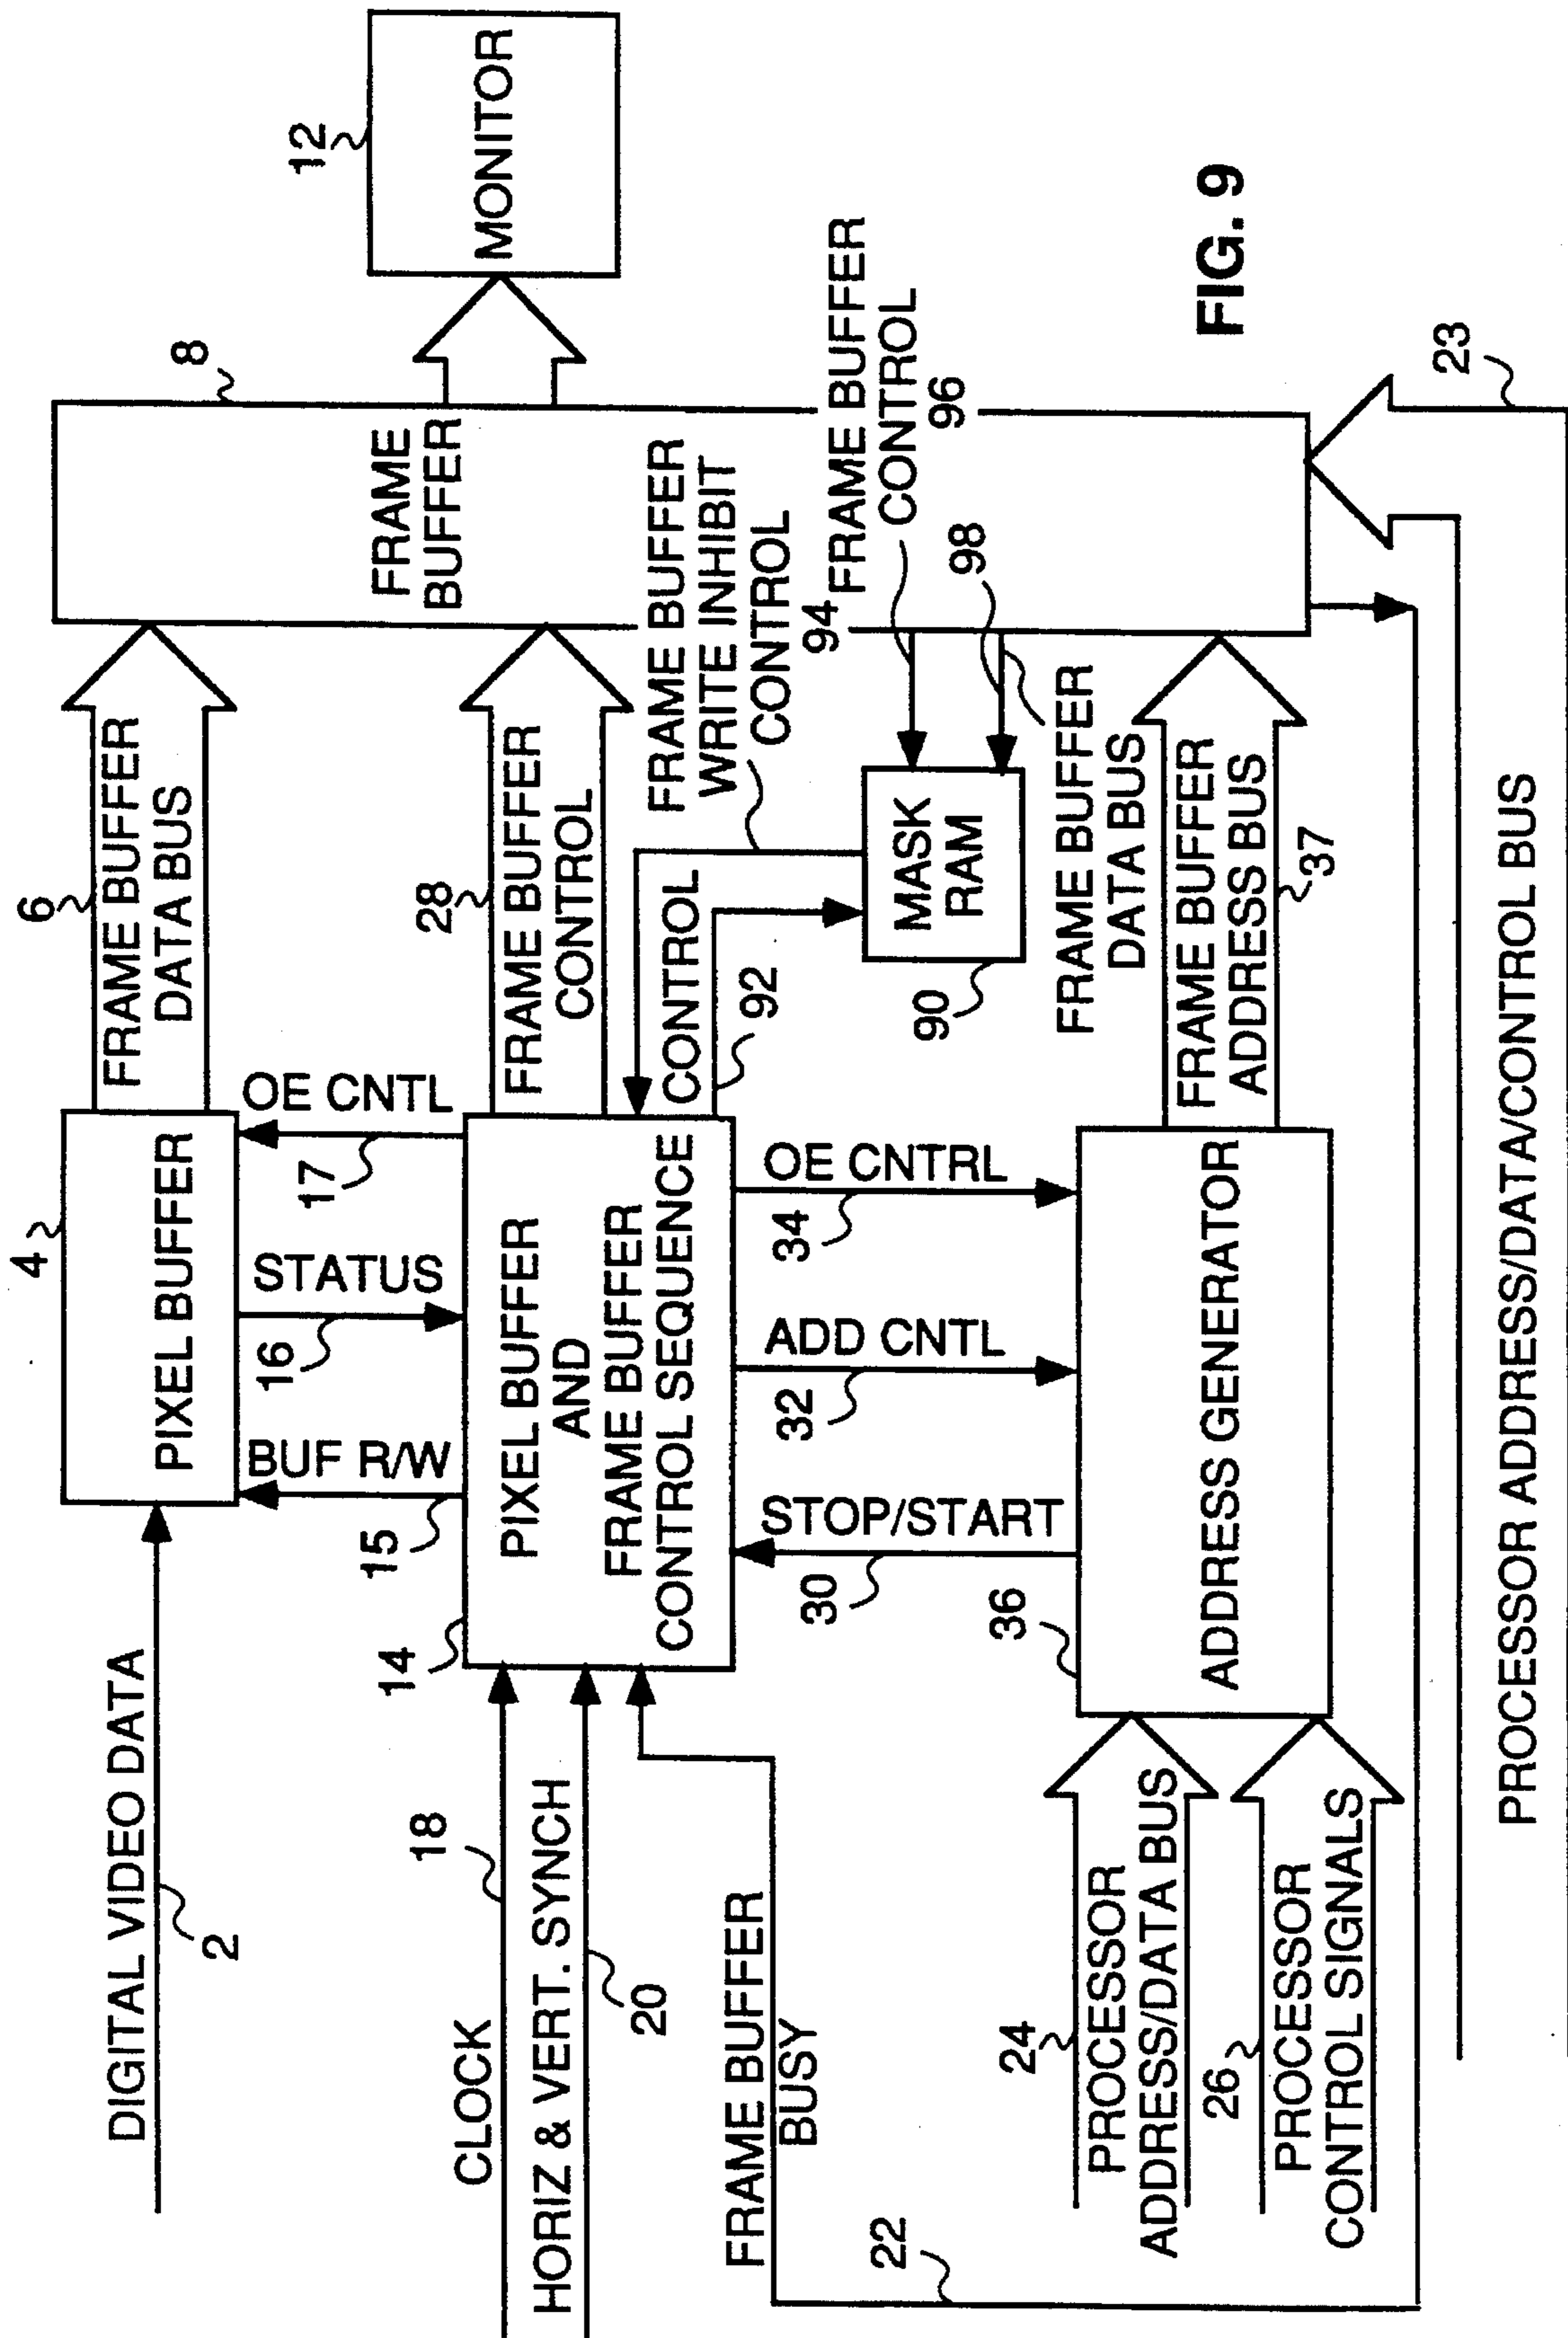 DIGITAL VIDEO DATA
2
4
PIXEL BUFFER
6
FRAME BUFFER
DATA BUS
8
FRAME
BUFFER
12
MONITOR
BUF R/W
15
STATUS
16
OE CNTL
17
CLOCK
18
HORIZ & VERT. SYNCH
20
14
PIXEL BUFFER
AND
FRAME BUFFER
CONTROL SEQUENCE
28
FRAME BUFFER
CONTROL
CONTROL
92
FRAME BUFFER
WRITE INHIBIT
CONTROL
94
FRAME BUFFER
CONTROL
96
98
MASK
RAM
90
FRAME BUFFER
DATA BUS
FRAME BUFFER
BUSY
22
STOP/START
30
ADD CNTL
32
OE CNTRL
34
36
ADDRESS GENERATOR
FRAME BUFFER
ADDRESS BUS
37
24
PROCESSOR
ADDRESS/DATA BUS
26
PROCESSOR
CONTROL SIGNALS
PROCESSOR ADDRESS/DATA/CONTROL BUS
23
FIG. 9